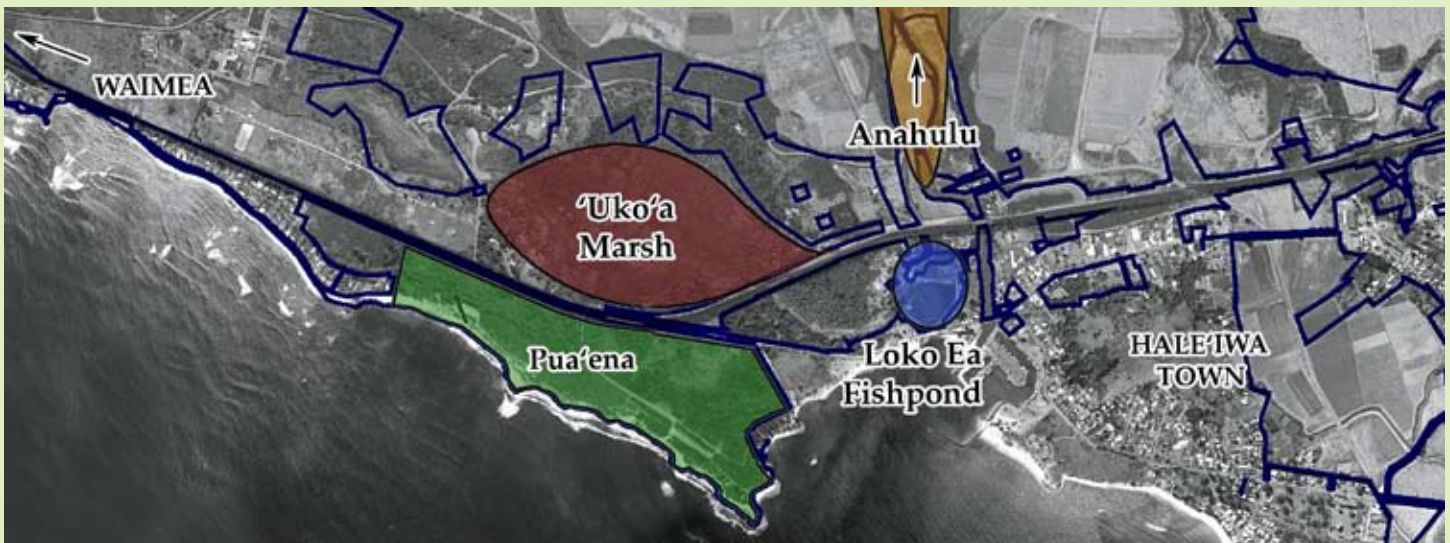 WAIMEA
Anahulu
ʻUkoʻa
Marsh
Puaʻena
Loko Ea
Fishpond
HALEʻIWA
TOWN